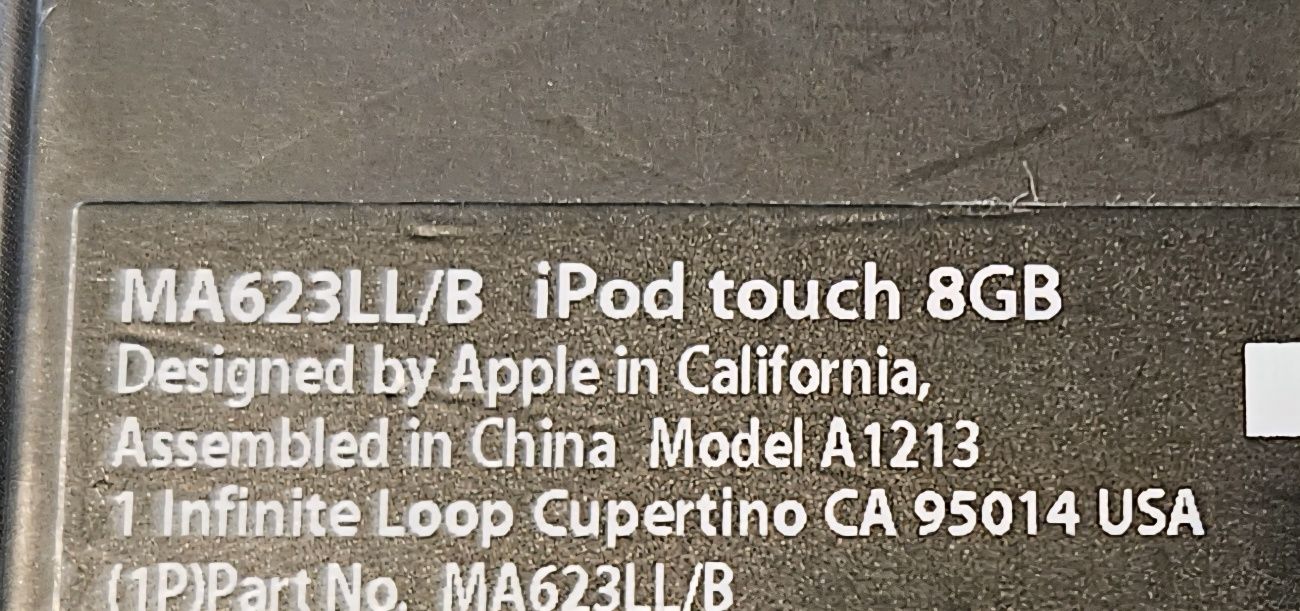 MA623LL/B iPod touch 8GB
Designed by Apple in California,
Assembled in China Model A1213
1 Infinite Loop Cupertino CA 95014 USA
(1P)Part No. MA623LL/B